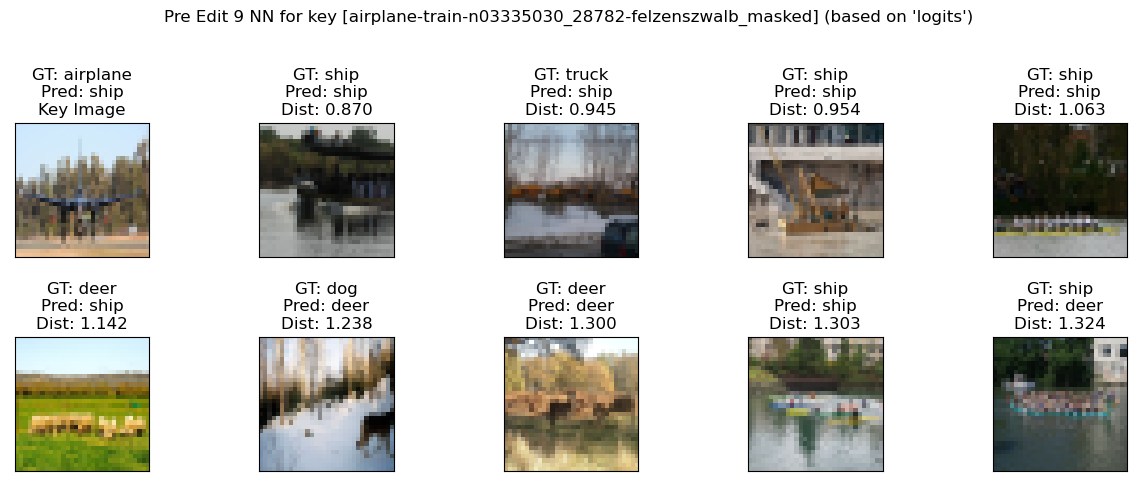 Pre Edit 9 NN for key [airplane-train-n03335030_28782-felzenszwalb_masked] (based on 'logits')
GT: airplane
Pred: ship
Key Image
GT: ship
Pred: ship
Dist: 0.870
GT: truck
Pred: ship
Dist: 0.945
GT: ship
Pred: ship
Dist: 0.954
GT: ship
Pred: ship
Dist: 1.063
GT: deer
Pred: ship
Dist: 1.142
GT: dog
Pred: deer
Dist: 1.238
GT: deer
Pred: deer
Dist: 1.300
GT: ship
Pred: ship
Dist: 1.303
GT: ship
Pred: deer
Dist: 1.324